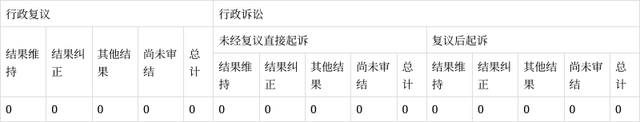 行政复议 行政诉讼
未经复议直接起诉 复议后起诉
结果维持 结果纠正 其他结果 尚未审结 总计 结果维持 结果纠正 其他结果 尚未审结 总计 结果维持 结果纠正 其他结果 尚未审结 总计
0 0 0 0 0 0 0 0 0 0 0 0 0 0 0